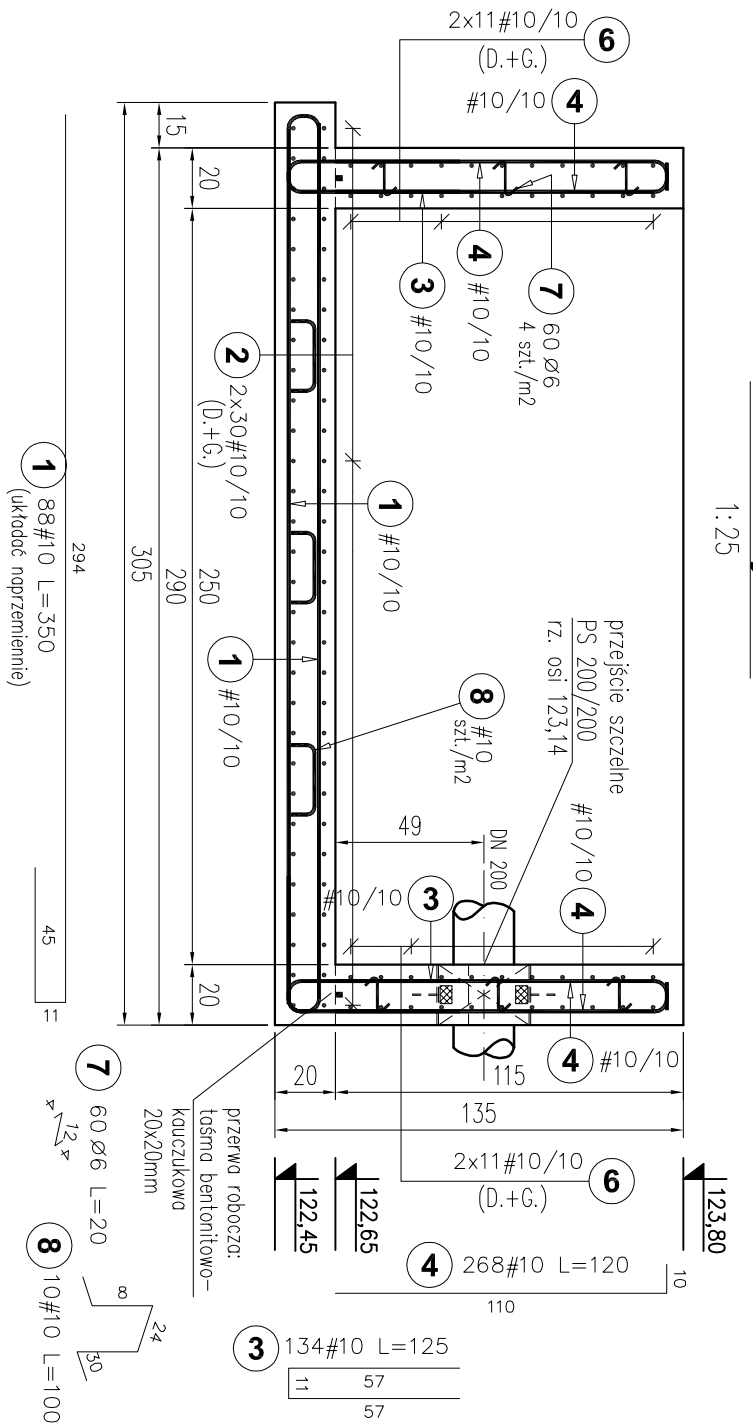 1:25
2x11#10/10
(D.+G.)
6
#10/10
4
15
20
4
#10/10
3
#10/10
7
60 Ø6
4 szt./m2
2
2x30#10/10
(D.+G.)
1
#10/10
1
#10/10
8
#10
szt./m2
250
290
305
294
1
88#10 L=350
(układać naprzemiennie)
45
11
przejście szczelne
PS 200/200
rz. osi 123,14
#10/10
4
49
DN 200
#10/10
3
20
4
#10/10
20
115
135
przerwa robocza:
taśma bentonitowo-
kauczukowa
20x20mm
2x11#10/10
(D.+G.)
6
122,45
122,65
123,80
4
268#10 L=120
10
110
3
134#10 L=125
11
57
57
7
60 Ø6 L=20
12
8
10#10 L=100
8
24
30